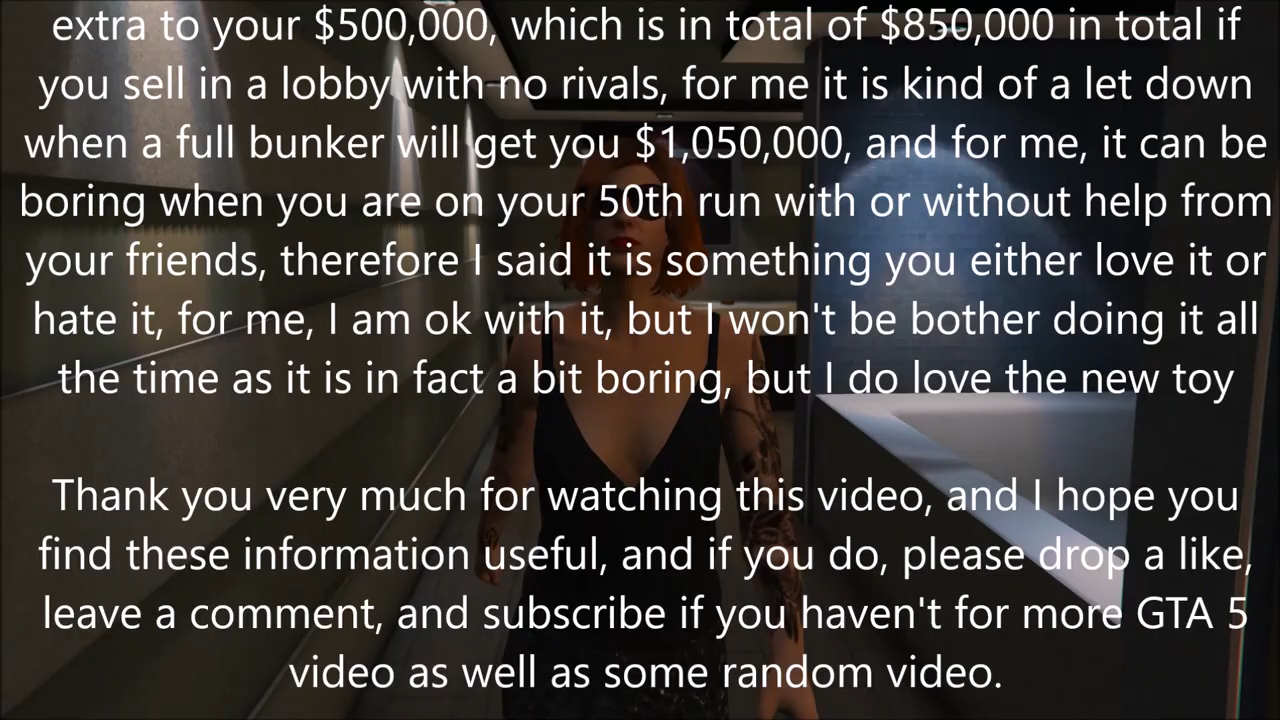 extra to your $500,000, which is in total of $850,000 in total if
you sell in a lobby with no rivals, for me it is kind of a let down
when a full bunker will get you $1,050,000, and for me, it can be
boring when you are on your 50th run with or without help from
your friends, therefore I said it is something you either love it or
hate it, for me, I am ok with it, but I won't be bother doing it all
the time as it is in fact a bit boring, but I do love the new toy
Thank you very much for watching this video, and I hope you
find these information useful, and if you do, please drop a like,
leave a comment, and subscribe if you haven't for more GTA 5
video as well as some random video.